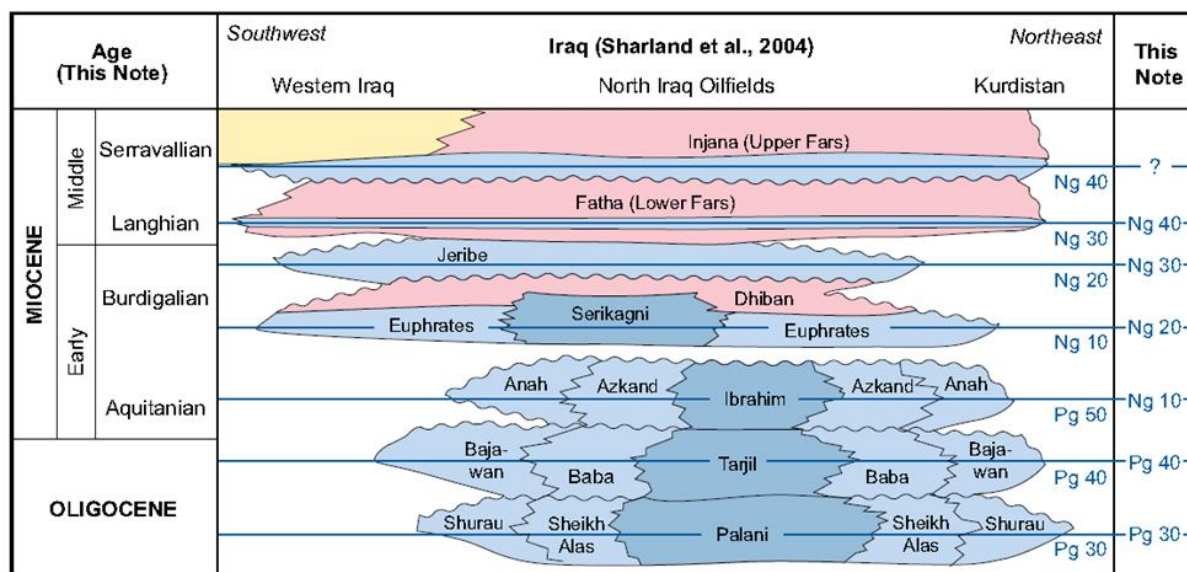 Age
(This Note)
Southwest
Iraq (Sharland et al., 2004)
Northeast
This
Note
Western Iraq
North Iraq Oilfields
Kurdistan
MIOCENE
Middle
Serravallian
Injana (Upper Fars)
Ng 40
?
Fatha (Lower Fars)
Langhian
Ng 30
Ng 40
Early
Jeribe
Ng 20
Ng 30
Burdigalian
Dhiban
Serikagni
Euphrates
Euphrates
Ng 10
Ng 20
Anah
Azkand
Ibrahim
Azkand
Anah
Aquitanian
Pg 50
Ng 10
OLIGOCENE
Baja-
wan
Baba
Tarjil
Baba
Baja-
wan
Pg 40
Pg 40
Shurau
Sheikh
Alas
Palani
Sheikh
Alas
Shurau
Pg 30
Pg 30